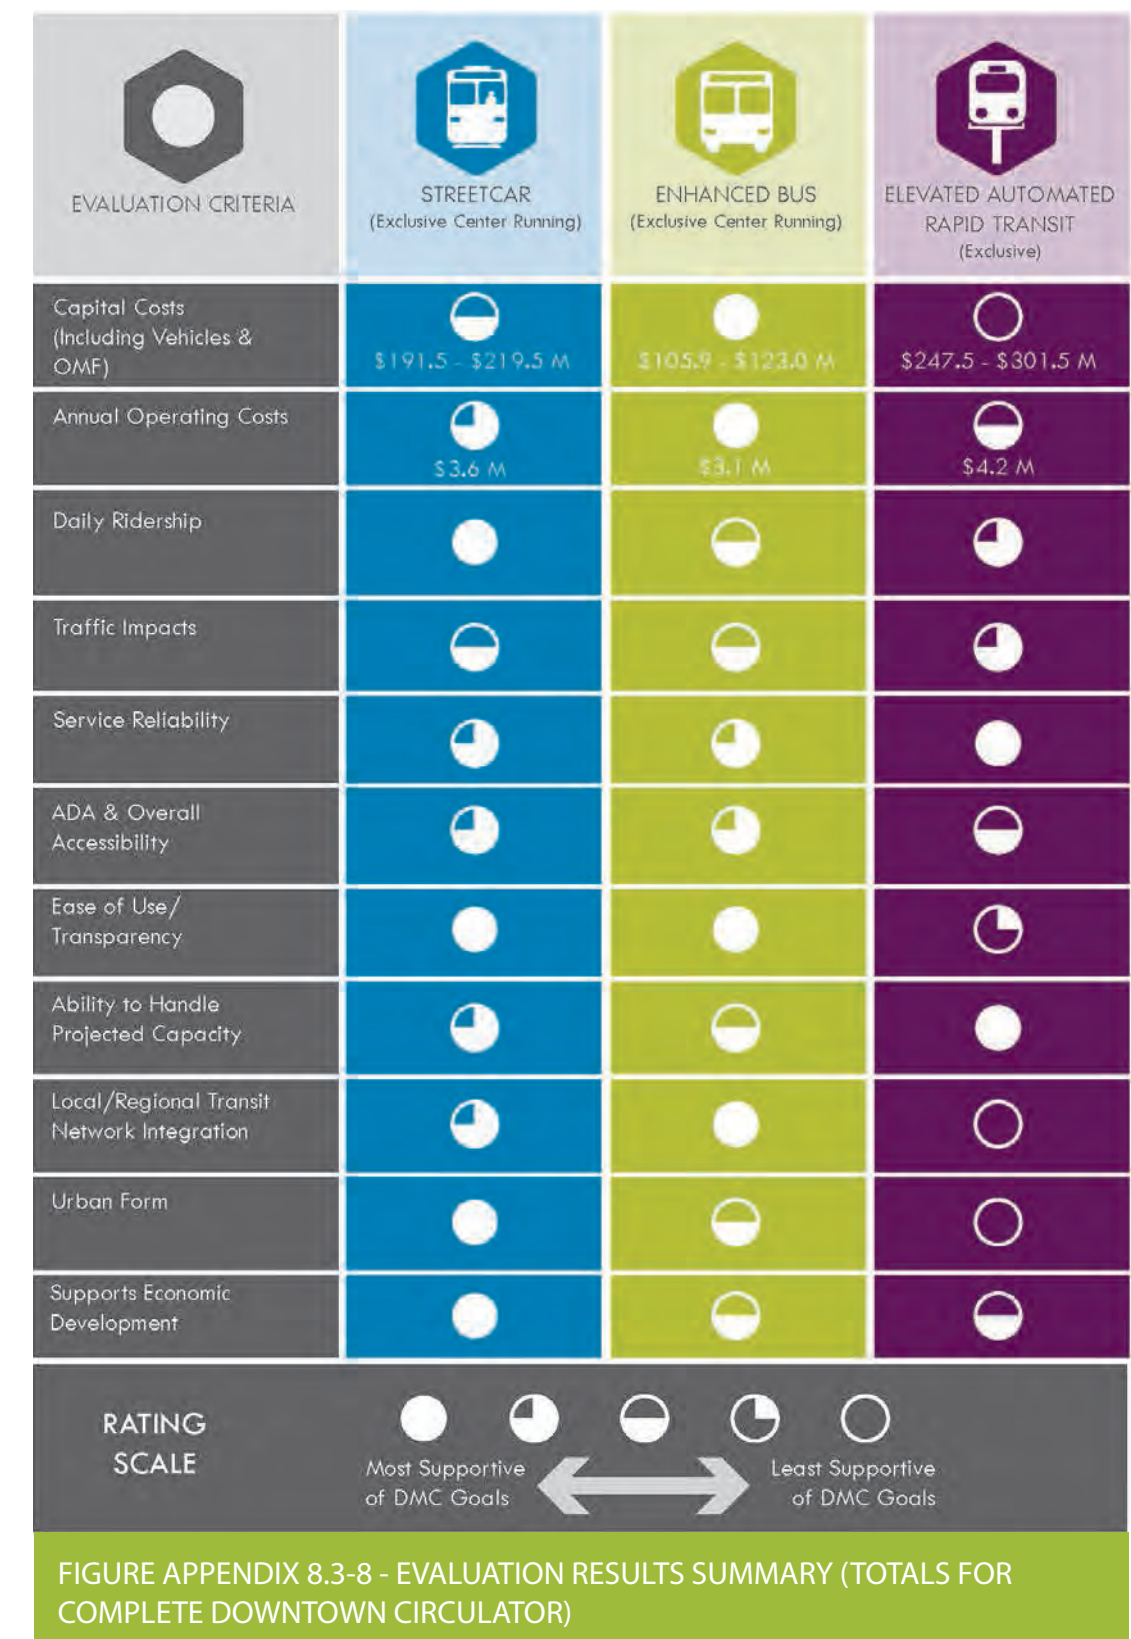 EVALUATION CRITERIA
STREETCAR
(Exclusive Center Running)
ENHANCED BUS
(Exclusive Center Running)
ELEVATED AUTOMATED
RAPID TRANSIT
(Exclusive)
Capital Costs
(Including Vehicles &
OMF)
$191.5 - $219.5 M
$105.9 - $123.0 M
$247.5 - $301.5 M
Annual Operating Costs
$3.6 M
$3.1 M
$4.2 M
Daily Ridership
Traffic Impacts
Service Reliability
ADA & Overall
Accessibility
Ease of Use/
Transparency
Ability to Handle
Projected Capacity
Local/Regional Transit
Network Integration
Urban Form
Supports Economic
Development
RATING
SCALE
Most Supportive
of DMC Goals
Least Supportive
of DMC Goals
FIGURE APPENDIX 8.3-8 - EVALUATION RESULTS SUMMARY (TOTALS FOR
COMPLETE DOWNTOWN CIRCULATOR)